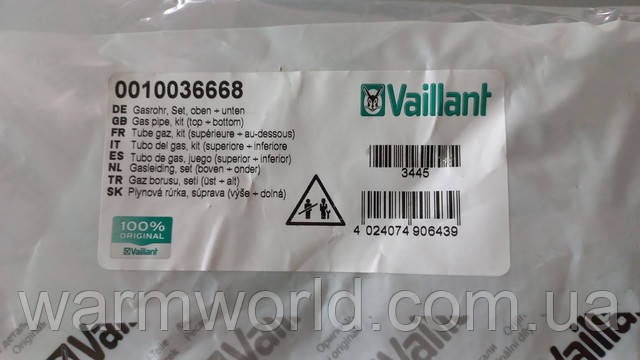 0010036668
DE Gasrohr, Set, oben ÷ unten
GB Gas pipe, kit (top ÷ bottom)
FR Tube gaz, kit (supérieure ÷ au-dessous)
IT Tubo del gas, kit (superiore ÷ inferiore
ES Tubo de gas, juego (superior ÷ inferior)
NL Gasleiding, set (boven ÷ onder)
TR Gaz borusu, seti (üst ÷ alt)
SK Plynová rúrka, súprava (výše ÷ dolná)
100%
ORIGINAL
Vaillant
Vaillant
3445
4 024074 906439
warmworld.com.ua
Vaillant
Vaillant